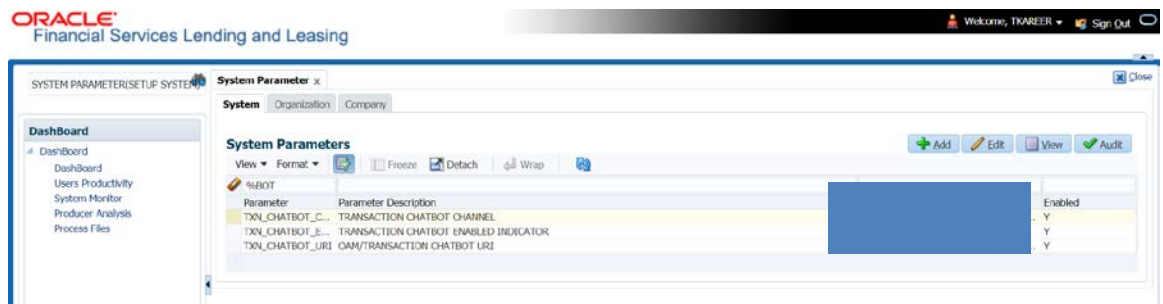 ORACLE'
Financial Services Lending and Leasing
Welcome, TKAREER
Sign Out
SYSTEM PARAMETER(SETUP SYSTEM)
System Parameter x
Close
System Organization Company
DashBoard
DashBoard
DashBoard
Users Productivity
System Monitor
Producer Analysis
Process Files
System Parameters
Add Edit View Audit
View Format Freeze Detach Wrap
%BOT
Parameter Parameter Description Enabled
TXN_CHATBOT_C... TRANSACTION CHATBOT CHANNEL Y
TXN_CHATBOT_E... TRANSACTION CHATBOT ENABLED INDICATOR Y
TXN_CHATBOT_URI OAM/TRANSACTION CHATBOT URI Y